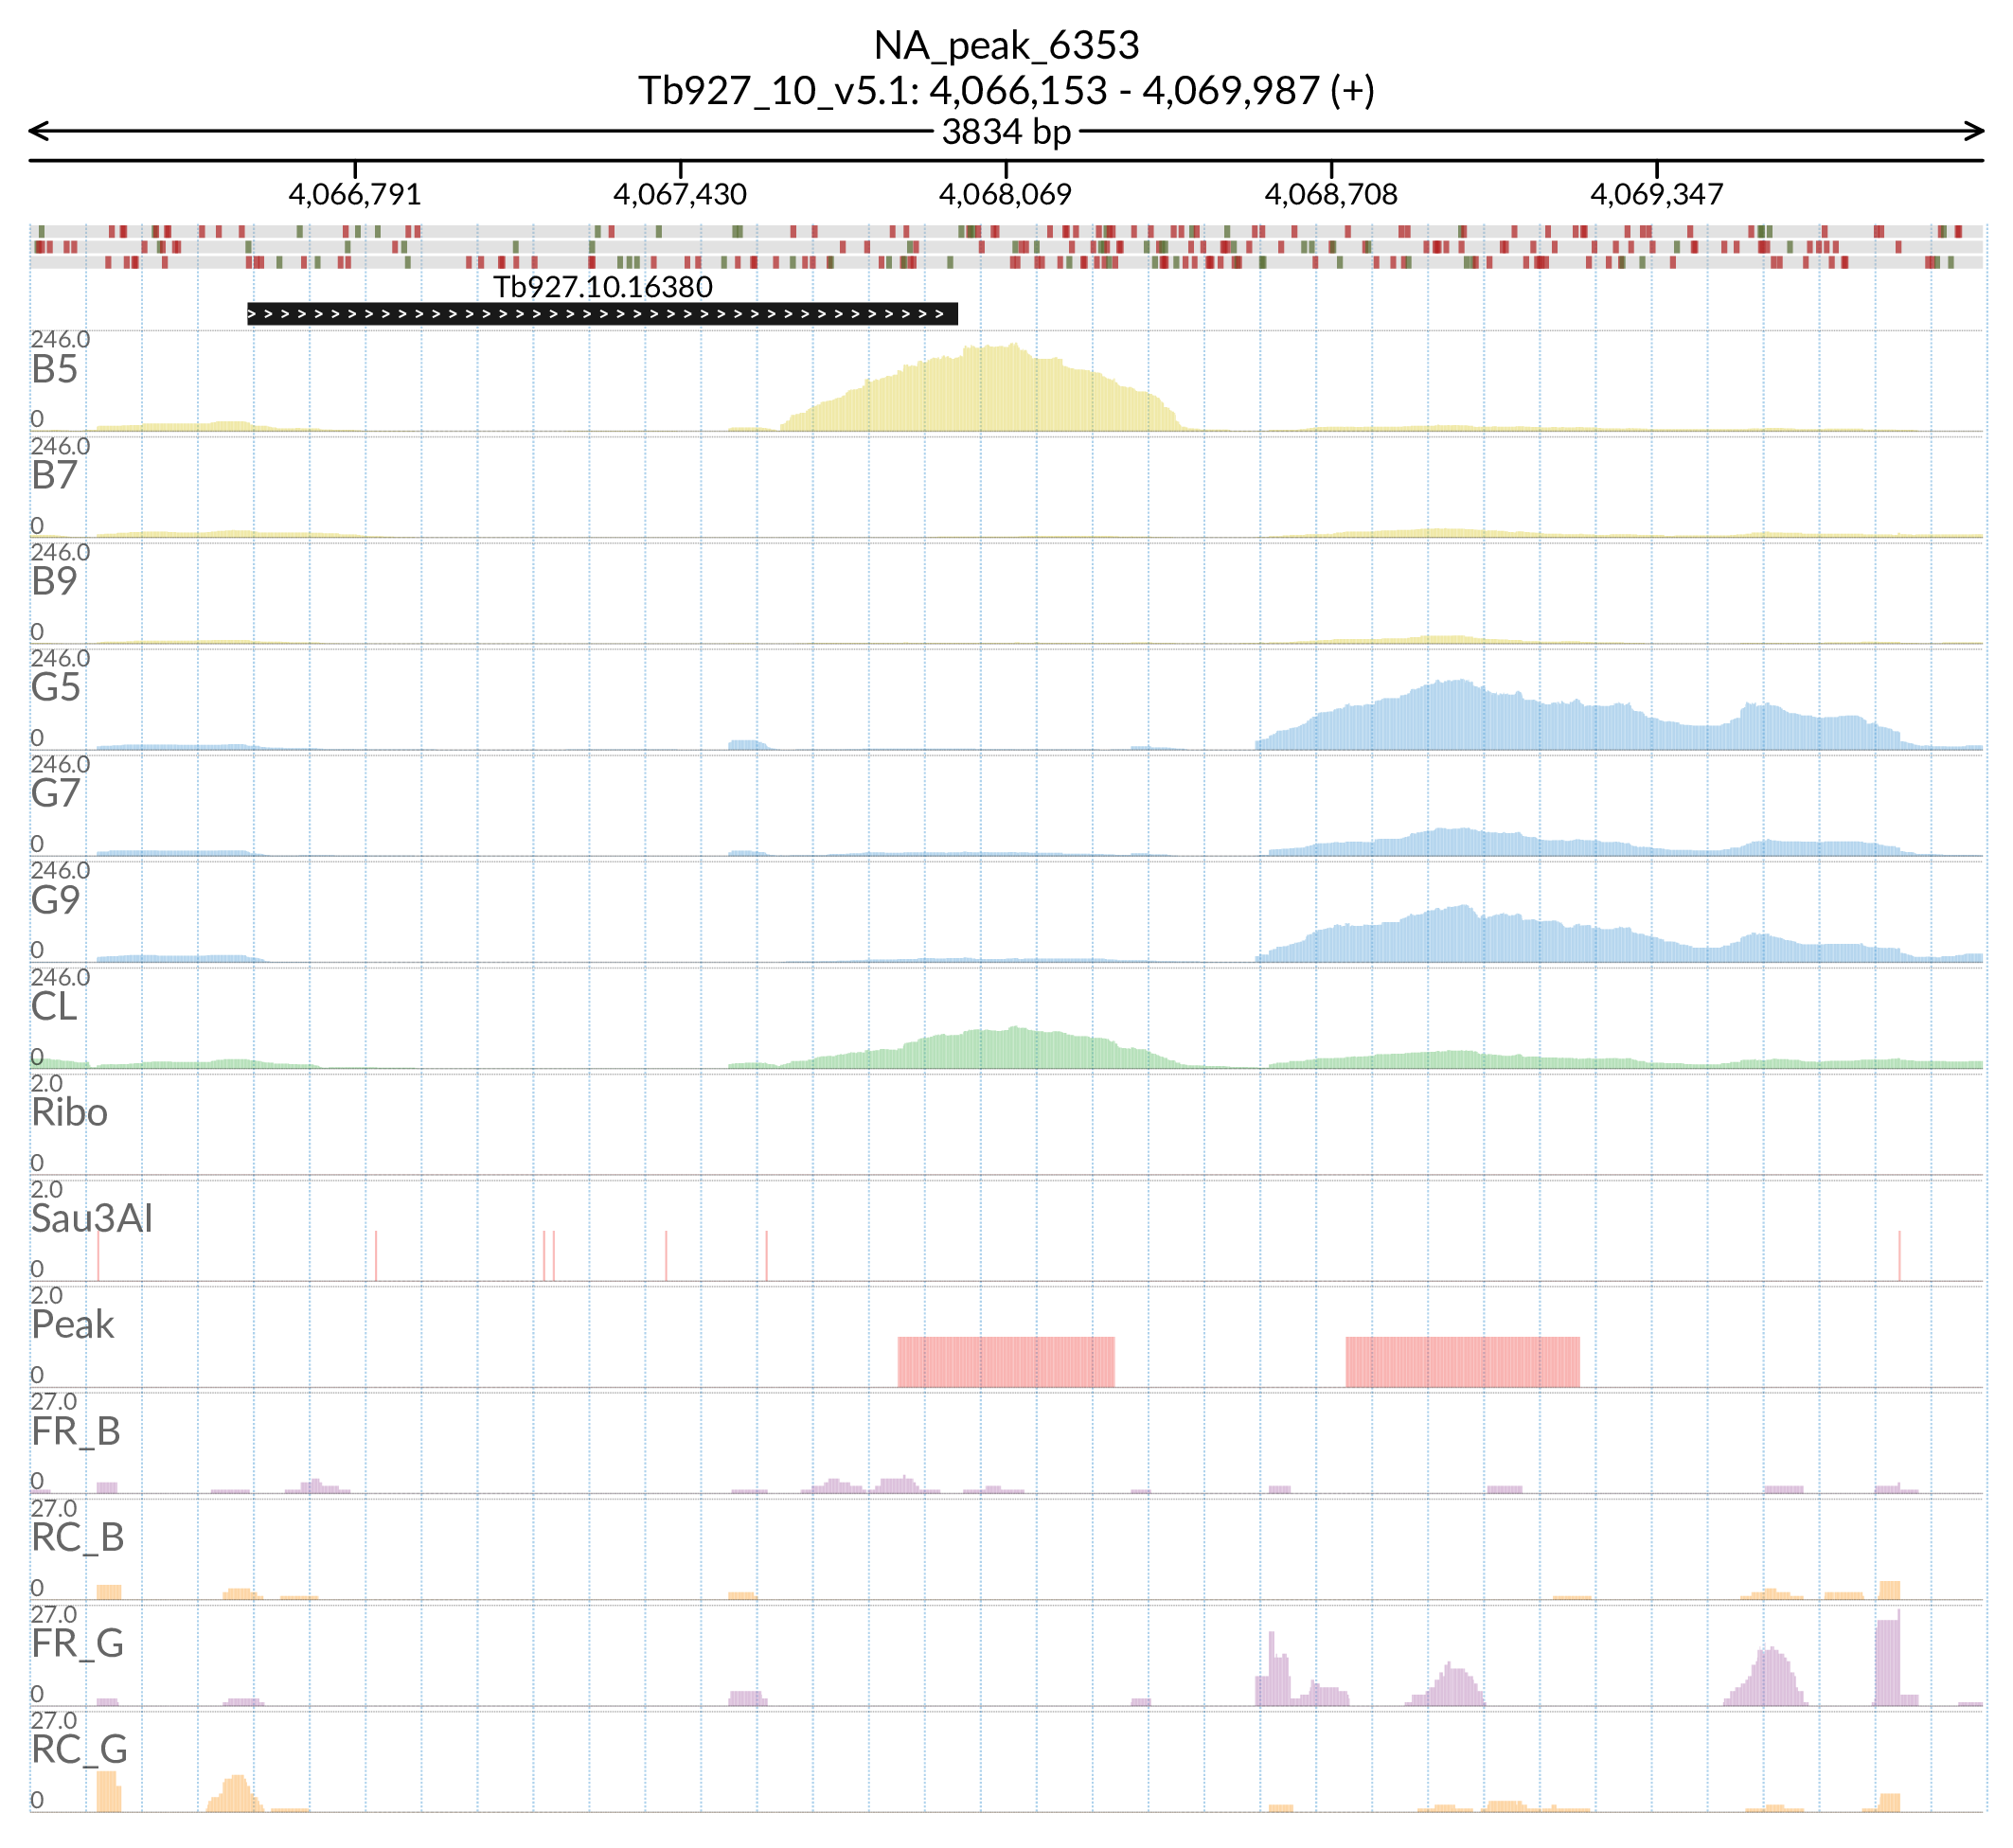 NA_peak_6353
Tb927_10_v5.1: 4,066,153 - 4,069,987 (+)
3834 bp
4,066,791 4,067,430 4,068,069 4,068,708 4,069,347
Tb927.10.16380
246.0
B5
0
246.0
B7
0
246.0
B9
0
246.0
G5
0
246.0
G7
0
246.0
G9
0
246.0
CL
0
2.0
Ribo
0
2.0
Sau3AI
0
2.0
Peak
0
27.0
FR_B
0
27.0
RC_B
0
27.0
FR_G
0
27.0
RC_G
0